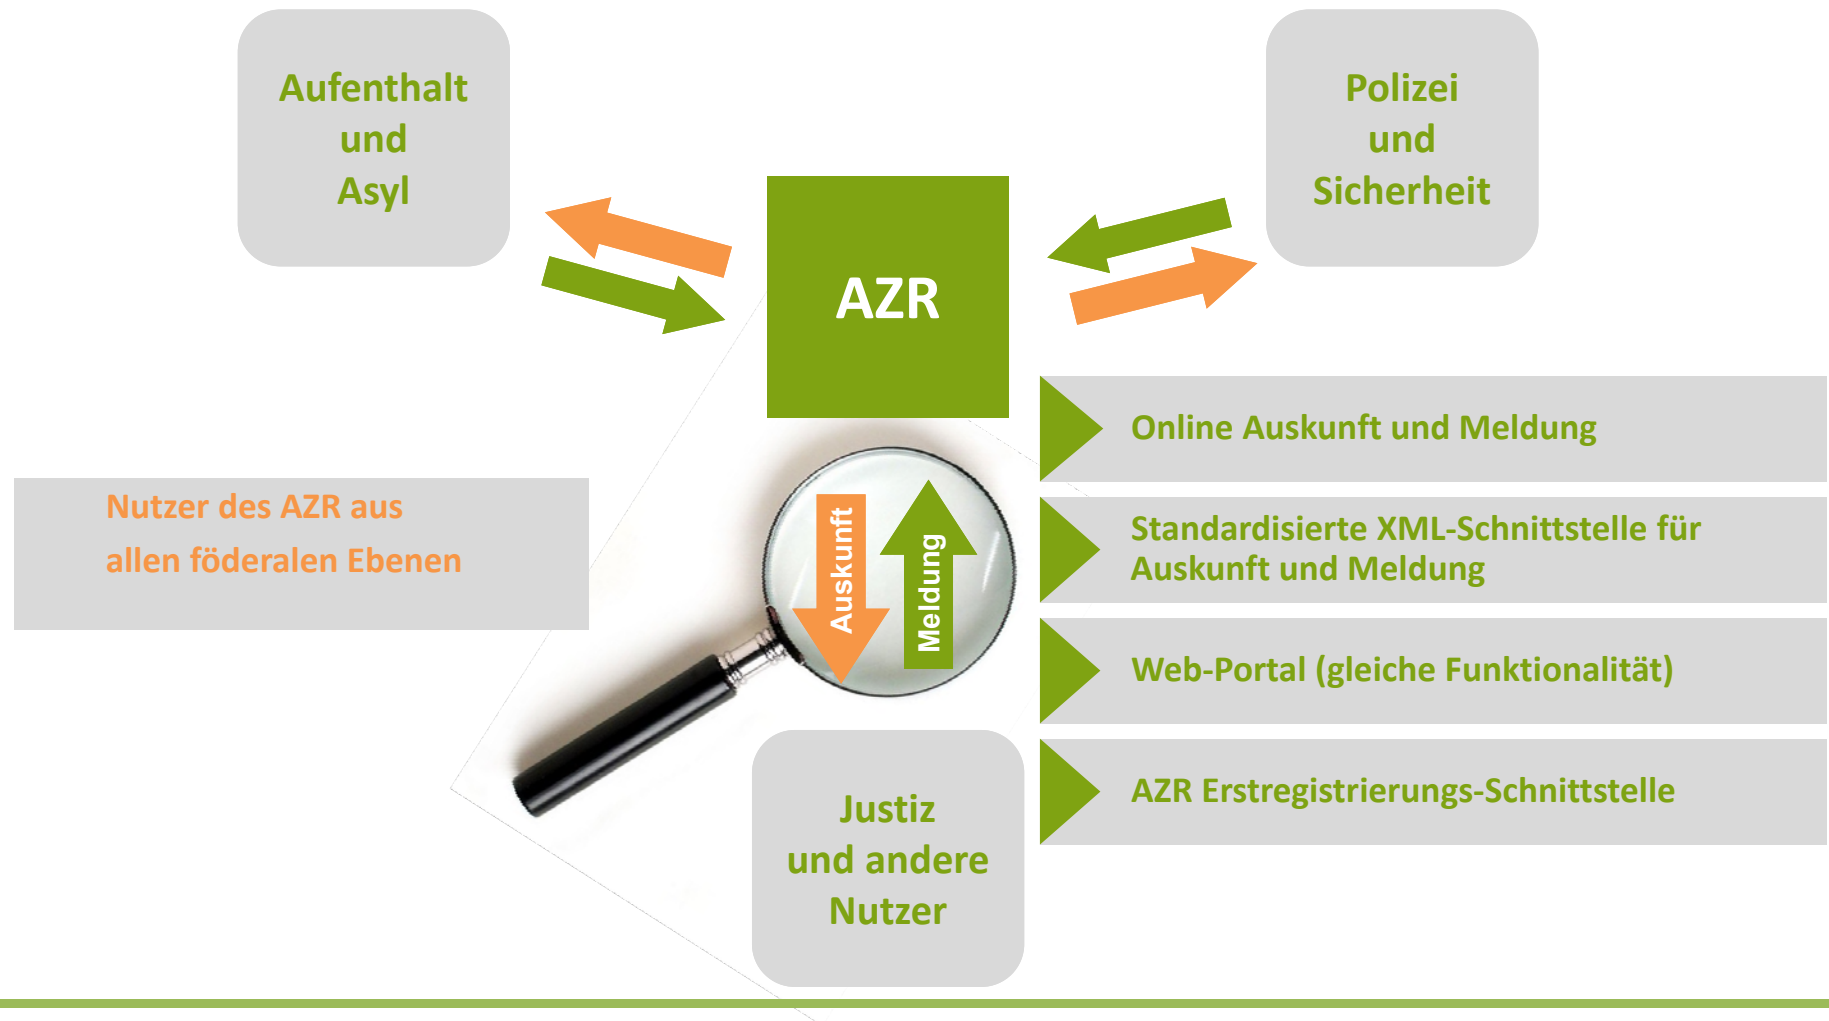 Aufenthalt
und
Asyl
Polizei
und
Sicherheit
AZR
Online Auskunft und Meldung
Nutzer des AZR aus
allen föderalen Ebenen
Auskunft
Meldung
Standardisierte XML-Schnittstelle für
Auskunft und Meldung
Web-Portal (gleiche Funktionalität)
AZR Erstregistrierungs-Schnittstelle
Justiz
und andere
Nutzer